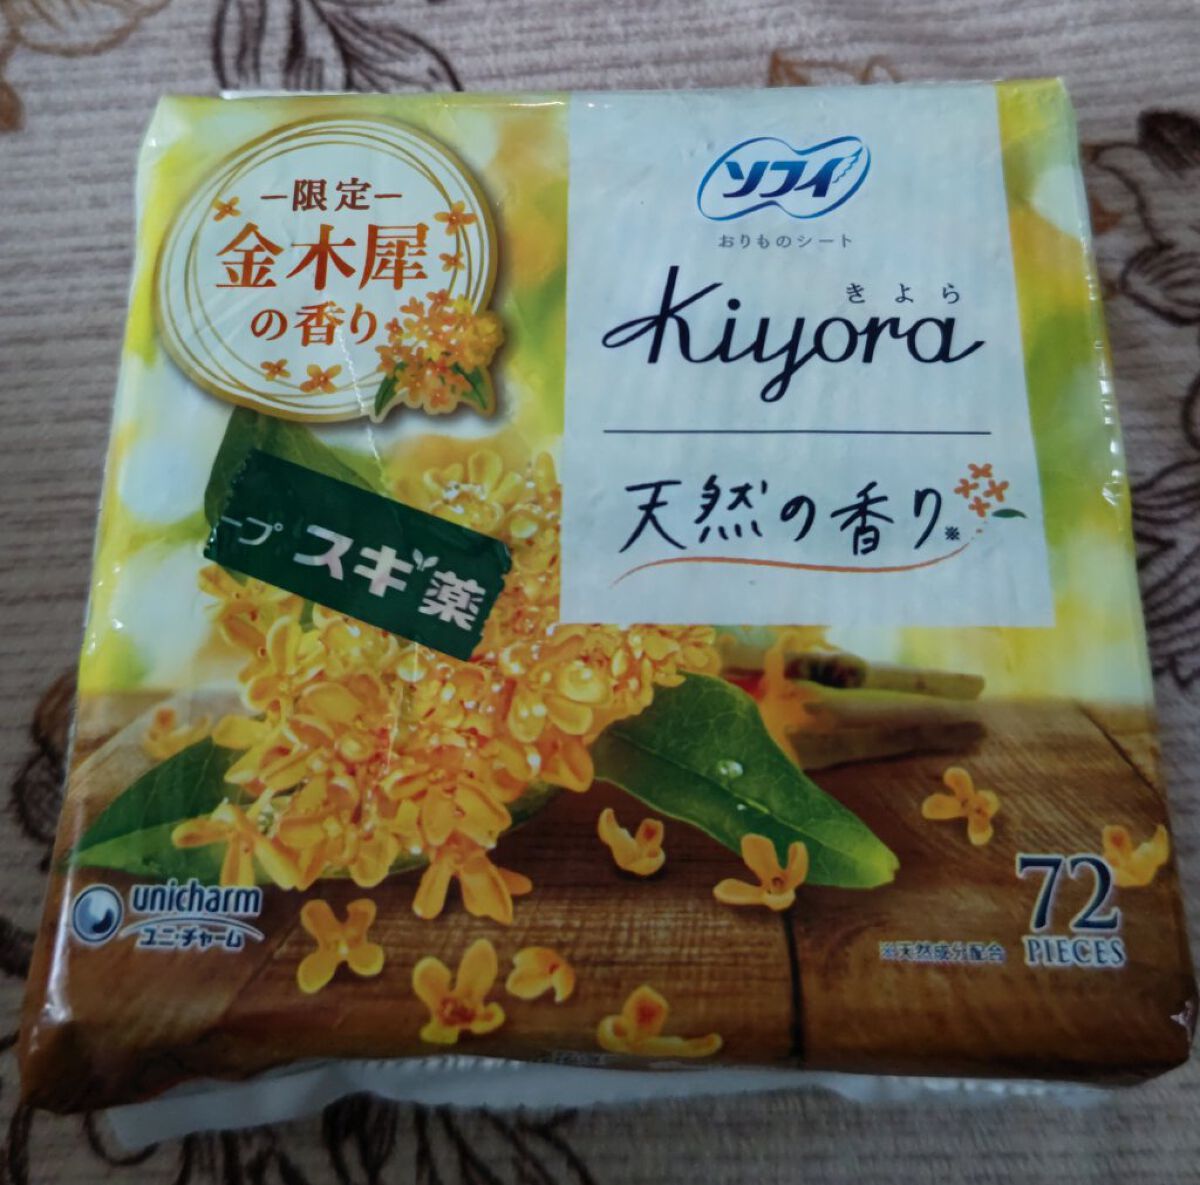 限定
金木犀
の香り
ソフィ
おりものシート
きよら
Kiyora
天然の香り※
ープ スギ薬
unicharm
ユニ・チャーム
72
PIECES
※天然成分配合